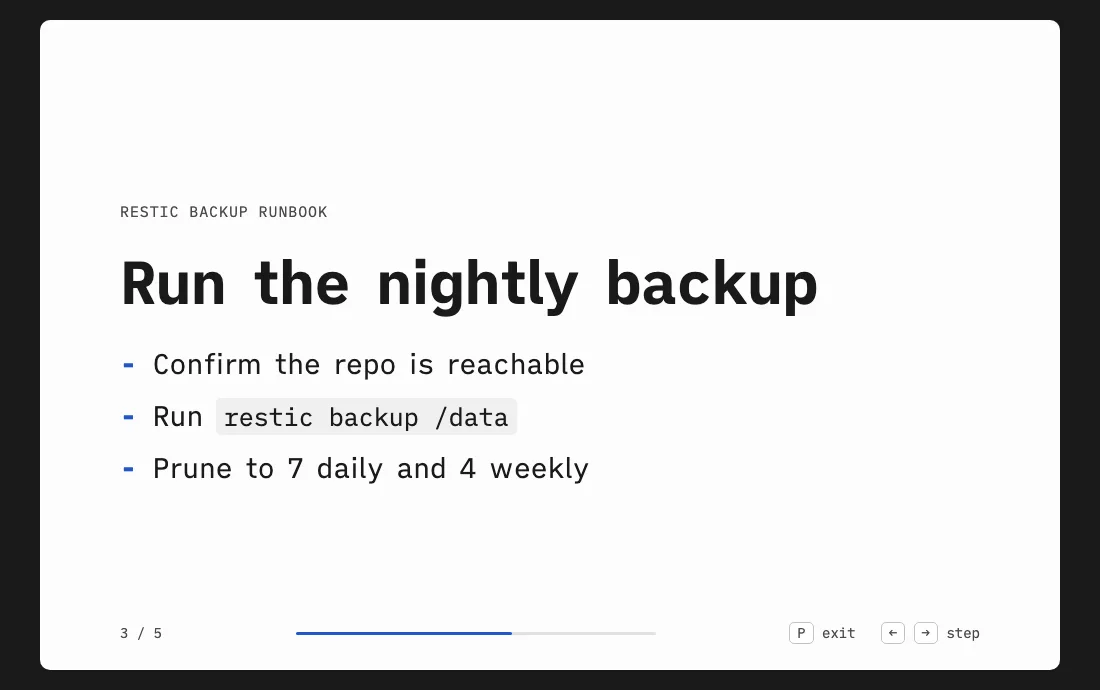 RESTIC BACKUP RUNBOOK
Run the nightly backup
- Confirm the repo is reachable
- Run restic backup /data
- Prune to 7 daily and 4 weekly
3 / 5 P exit ← → step